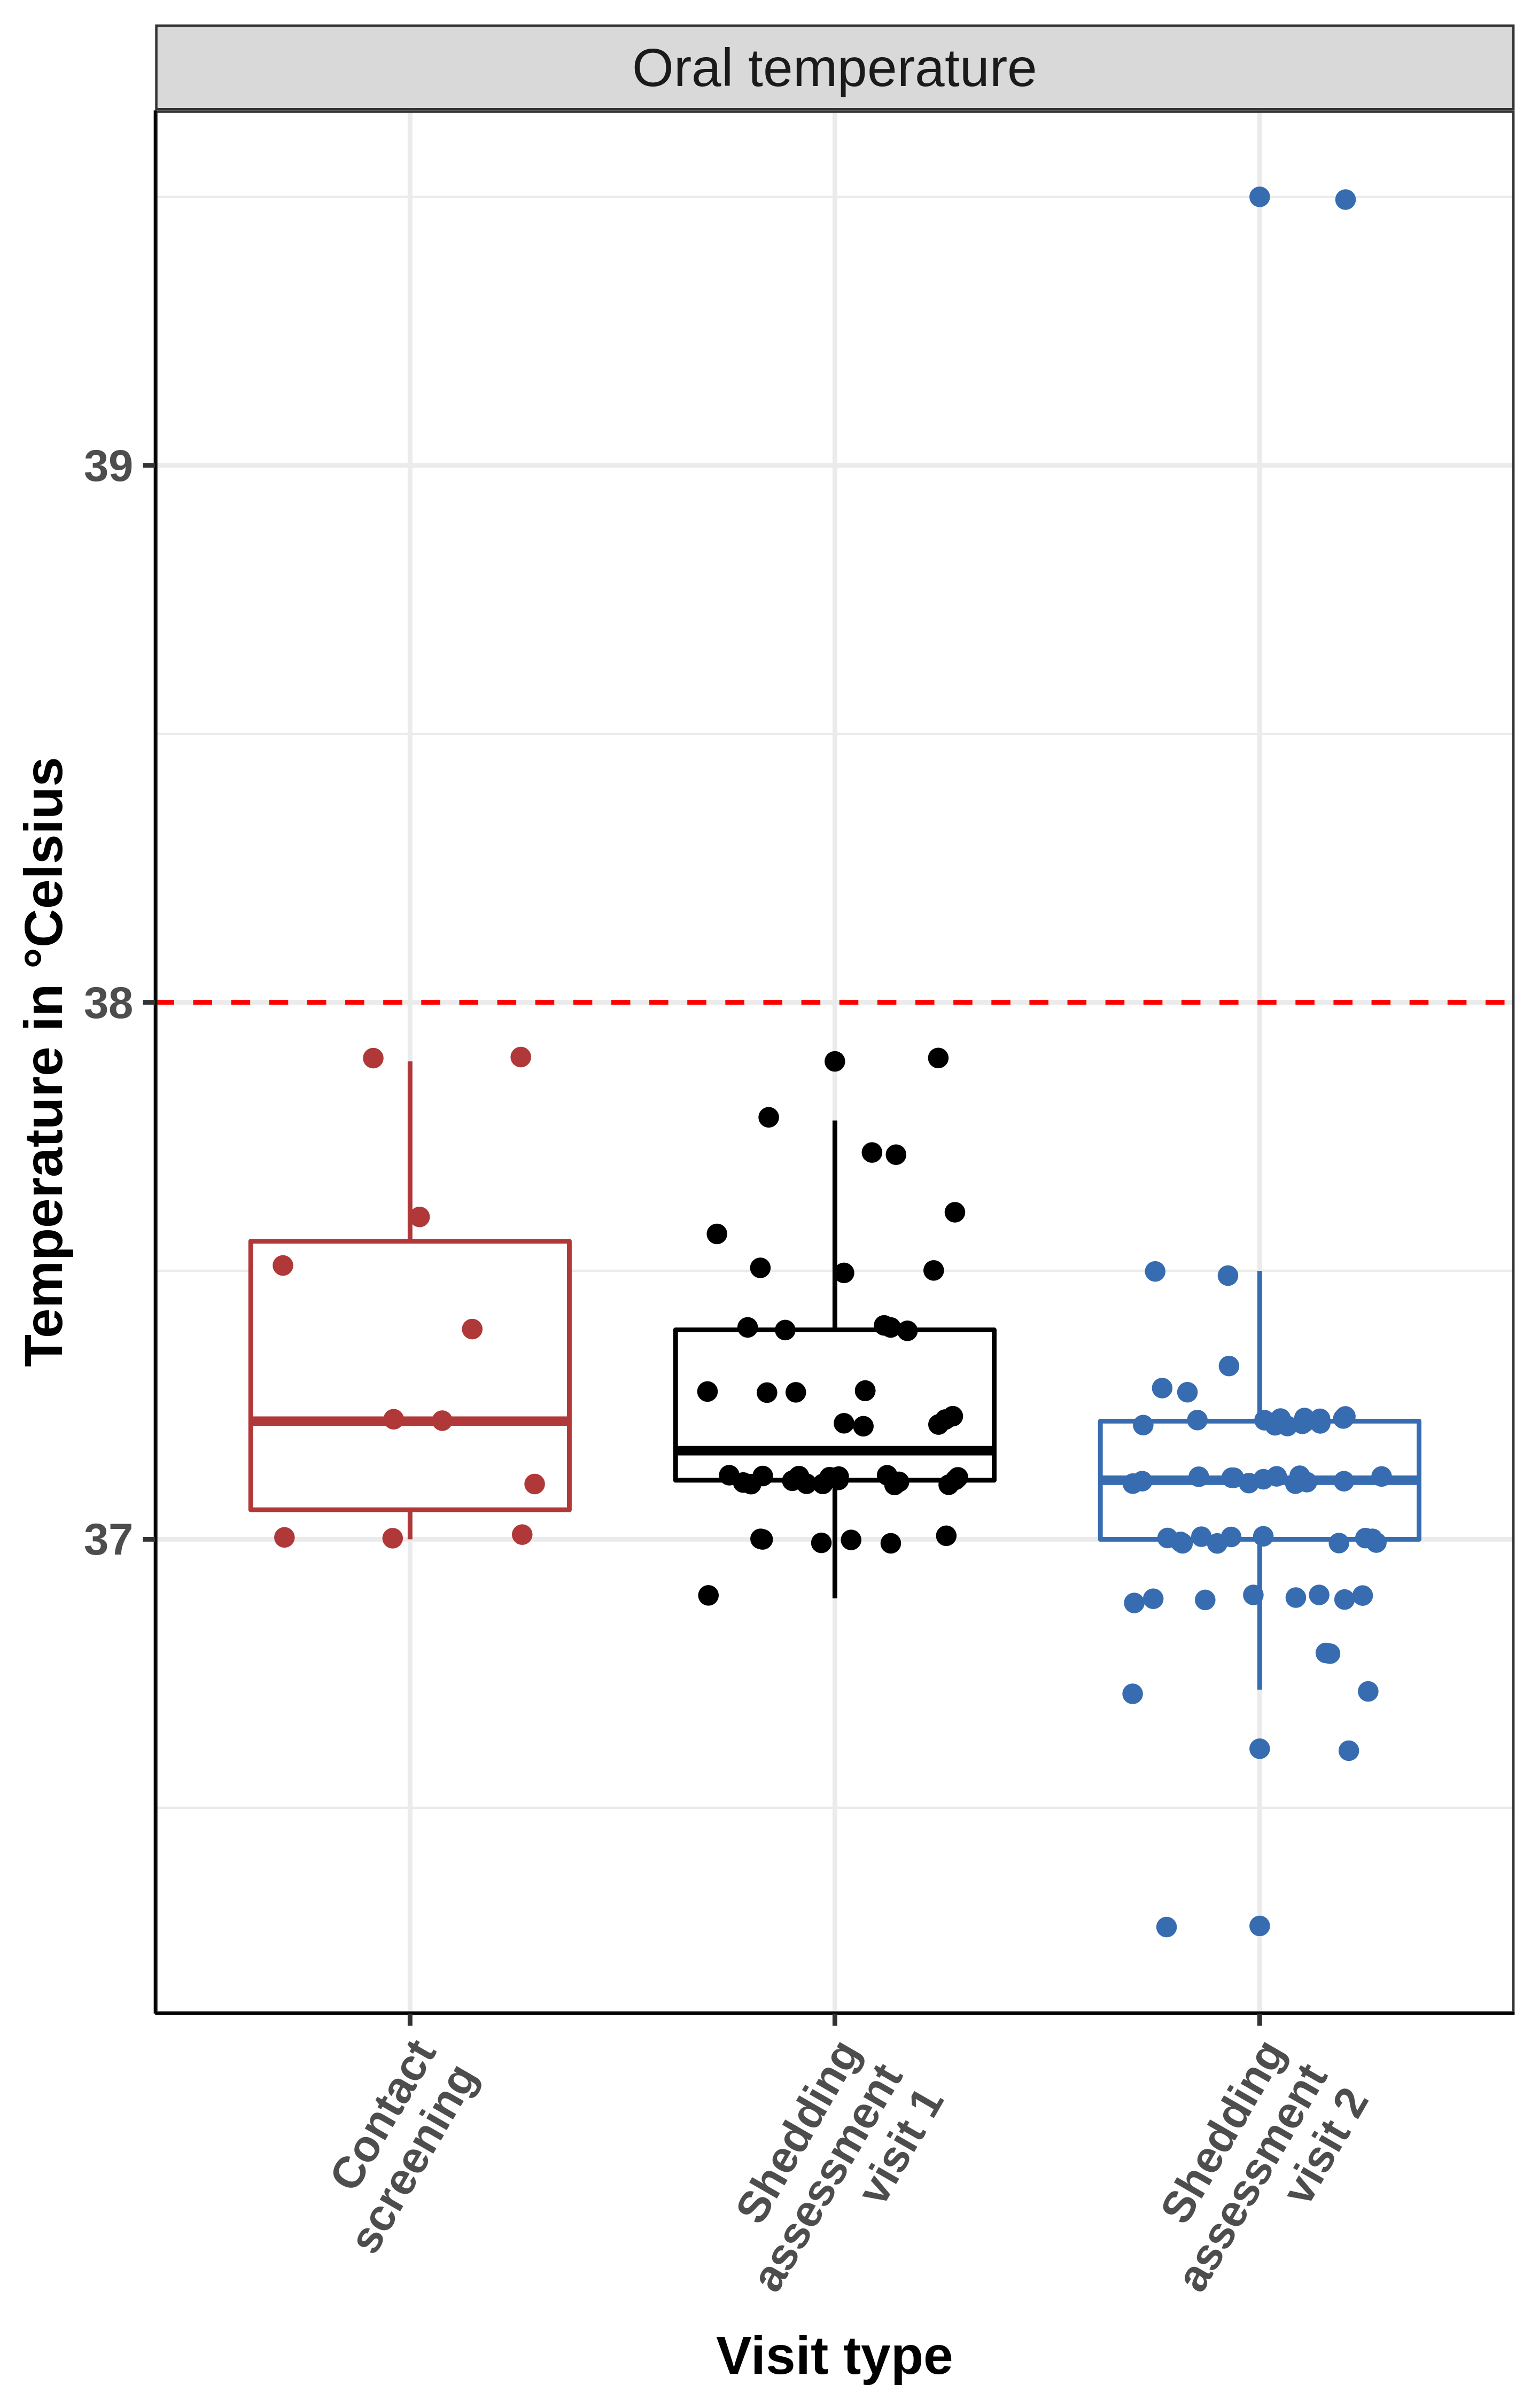 Oral temperature
Temperature in °Celsius
39
38
37
Contact
screening
Shedding
assessment
visit 1
Shedding
assessment
visit 2
Visit type